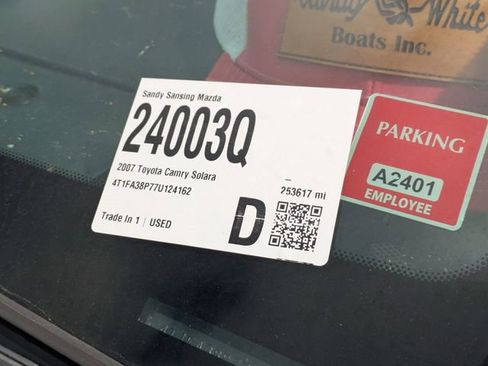 White
Boats Inc.
Sandy Sansing Mazda
24003Q
2007 Toyota Camry Solara
4T1FA38P77U124162
253617 mi
Trade In 1 | USED
D
PARKING
A2401
EMPLOYEE